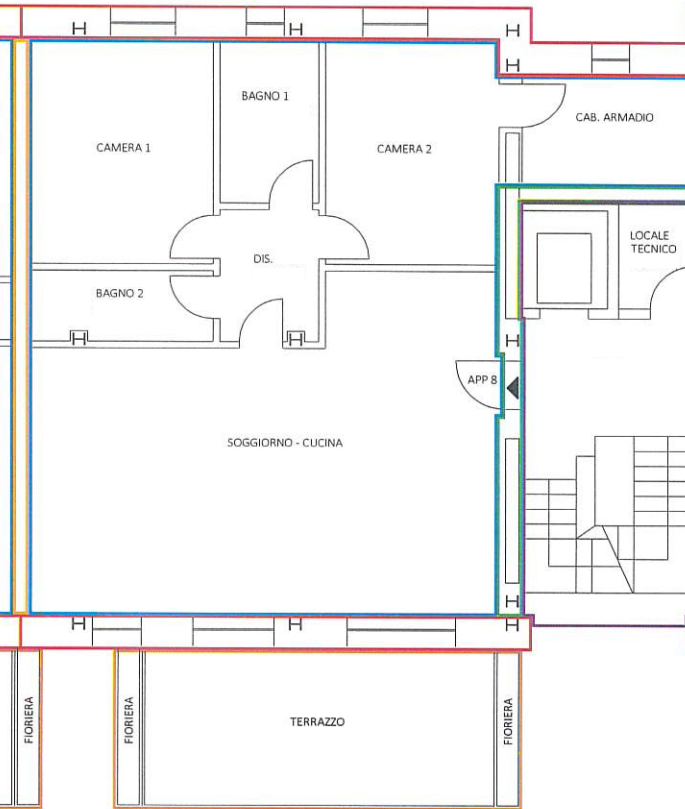 BAGNO 1
CAB. ARMADIO
CAMERA 1
CAMERA 2
LOCALE
TECNICO
DIS.
BAGNO 2
APP 8
SOGGIORNO - CUCINA
FIORIERA
FIORIERA
TERRAZZO
FIORIERA